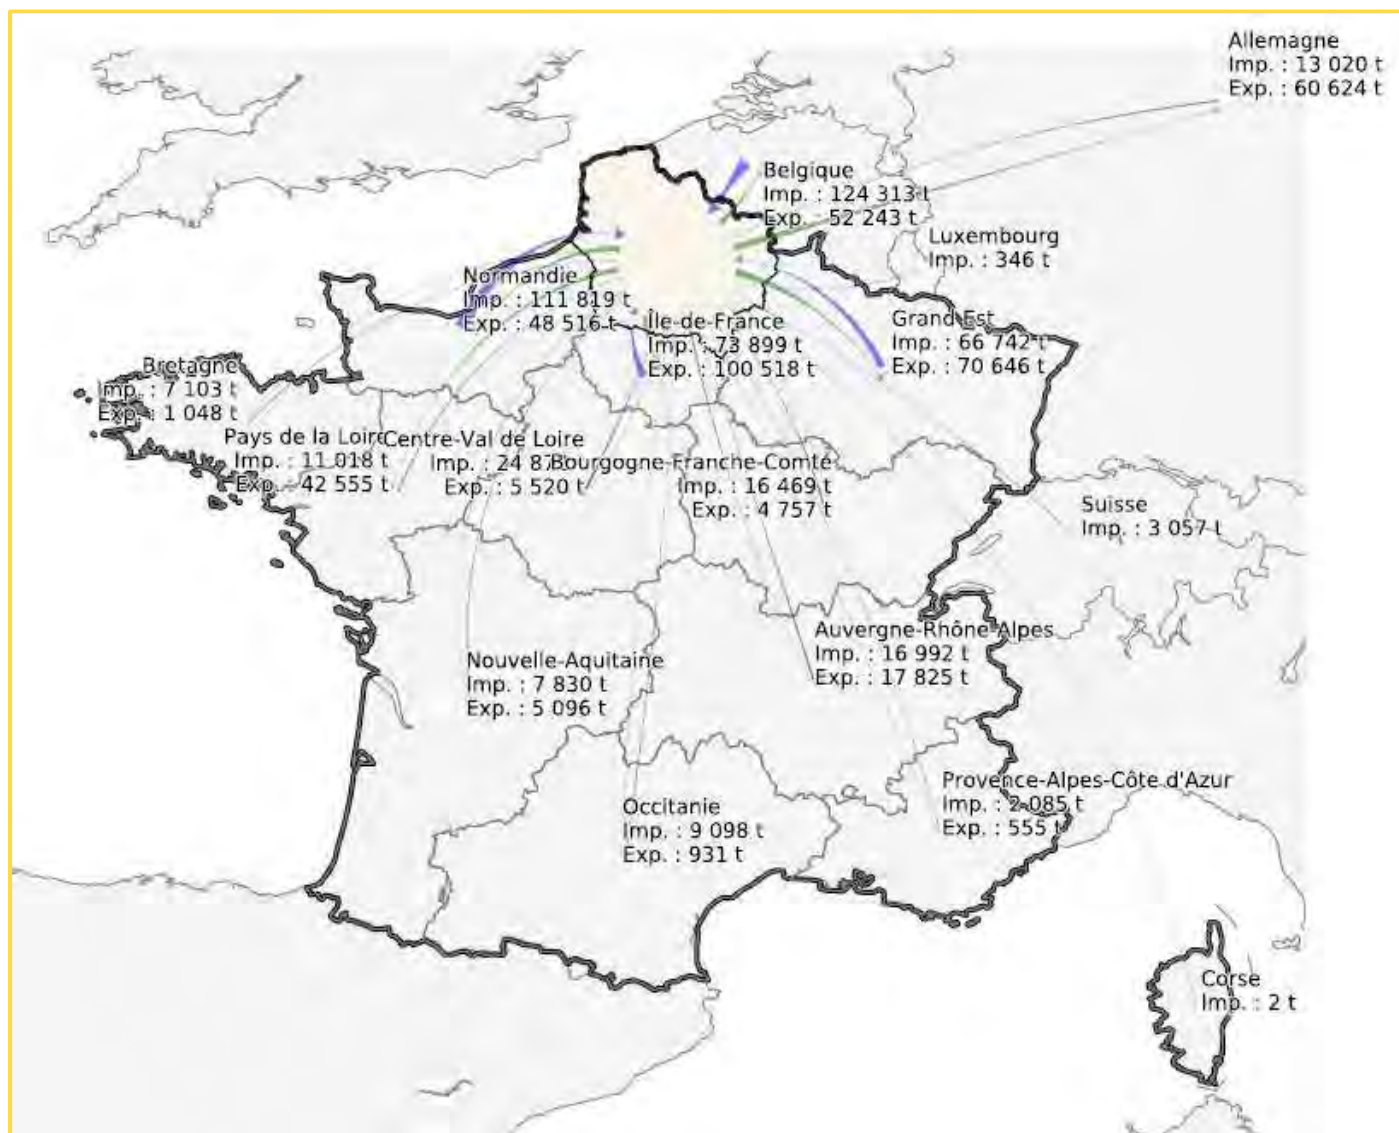 Allemagne
Imp. : 13 020 t
Exp. : 60 624 t
Belgique
Imp. : 124 313 t
Exp. : 52 243 t
Luxembourg
Imp. : 346 t
Normandie
Imp. : 111 819 t
Exp. : 48 516 t
Île-de-France
Imp. : 73 899 t
Exp. : 100 518 t
Grand Est
Imp. : 66 742 t
Exp. : 70 646 t
Bretagne
Imp. : 7 103 t
Exp. : 1 048 t
Pays de la Loire
Imp. : 11 018 t
Exp. : 42 555 t
Centre-Val de Loire
Imp. : 24
Exp. : 5 520 t
Bourgogne-Franche-Comté
Imp. : 16 469 t
Exp. : 4 757 t
Suisse
Imp. : 3 057 t
Auvergne-Rhône-Alpes
Imp. : 16 992 t
Exp. : 17 825 t
Nouvelle-Aquitaine
Imp. : 7 830 t
Exp. : 5 096 t
Provence-Alpes-Côte d'Azur
Imp. : 2 085 t
Exp. : 555 t
Occitanie
Imp. : 9 098 t
Exp. : 931 t
Corse
Imp. : 2 t